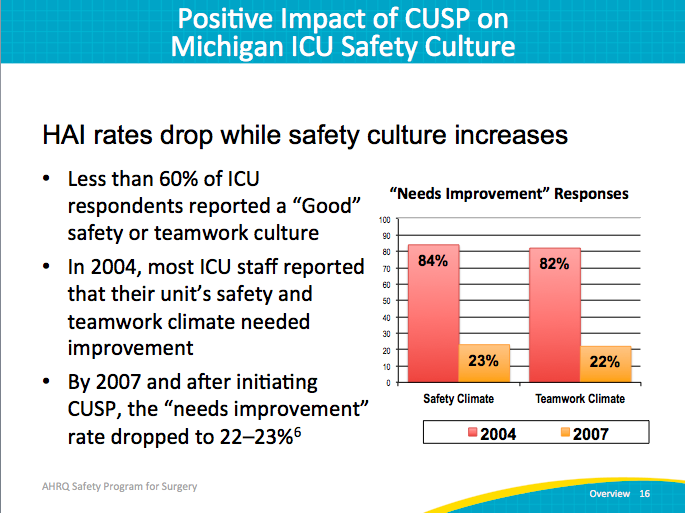 Positive Impact of CUSP on
Michigan ICU Safety Culture
HAI rates drop while safety culture increases
• Less than 60% of ICU
respondents reported a “Good”
safety or teamwork culture
• In 2004, most ICU staff reported
that their unit’s safety and
teamwork climate needed
improvement
• By 2007 and after initiating
CUSP, the “needs improvement”
rate dropped to 22–23%⁶
“Needs Improvement” Responses
100
90
80
70
60
50
40
30
20
10
0
84%
23%
82%
22%
Safety Climate
Teamwork Climate
2004
2007
AHRQ Safety Program for Surgery
Overview 16